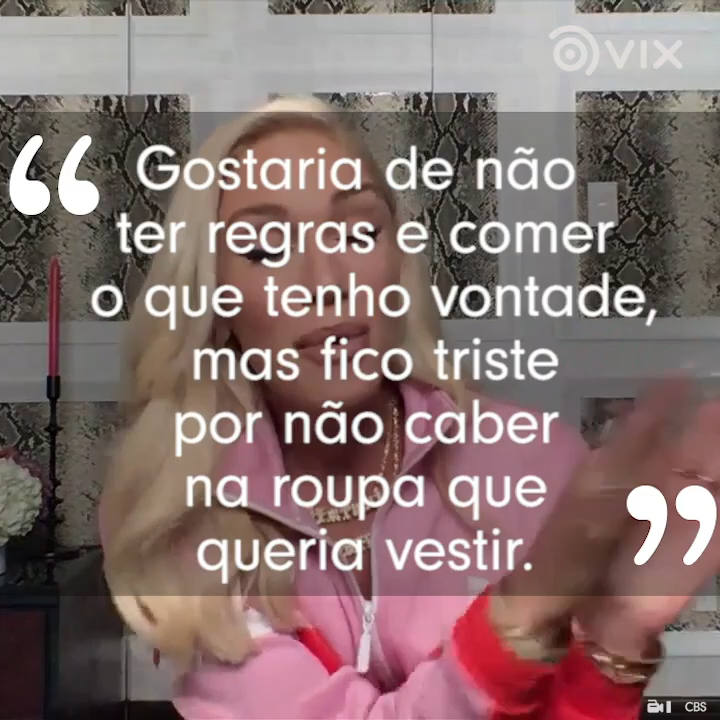 VIX
“Gostaria de não
ter regras e comer
o que tenho vontade,
mas fico triste
por não caber
na roupa que
queria vestir.”
CBS